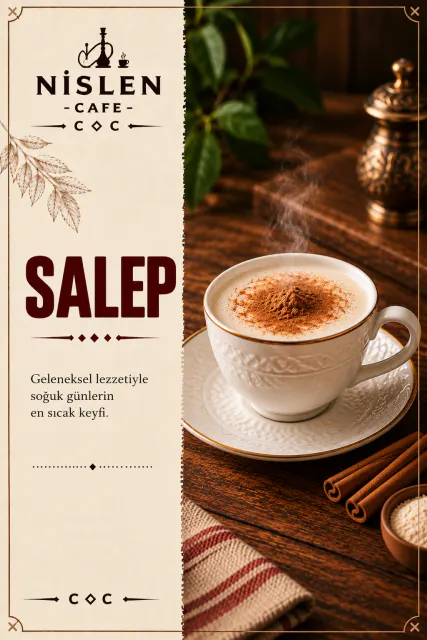 NİSLEN
-CAFE-
C◇C
SALEP
Geleneksel lezzetiyle
soğuk günlerin
en sıcak keyfi.
C◇C